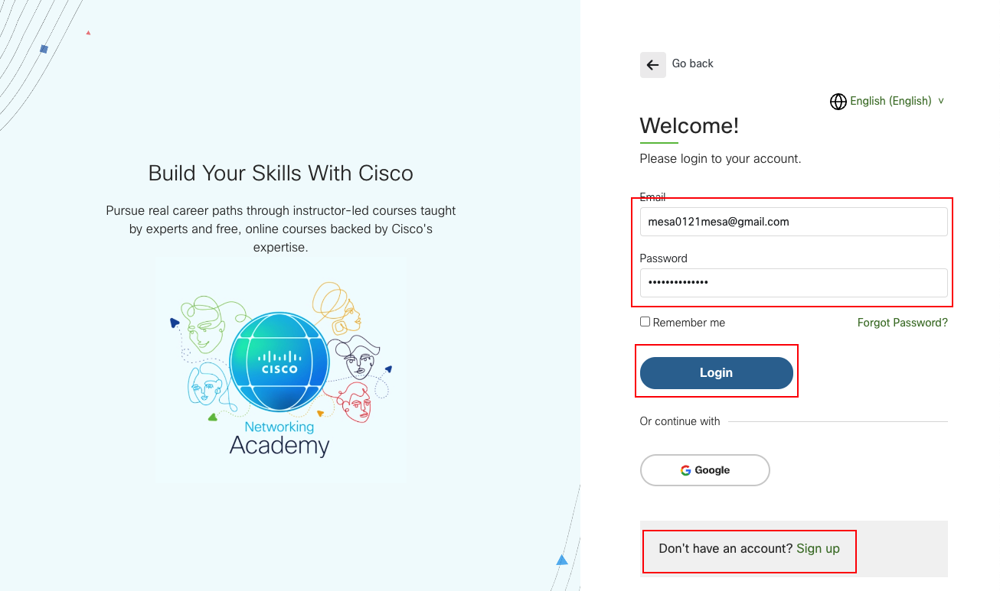 Build Your Skills With Cisco
Pursue real career paths through instructor-led courses taught
by experts and free, online courses backed by Cisco's
expertise.
CISCO
Networking
Academy
Go back
English (English) v
Welcome!
Please login to your account.
Email
mesa0121mesa@gmail.com
Password
••••••••••••••
Remember me
Forgot Password?
Login
Or continue with
Google
Don't have an account? Sign up